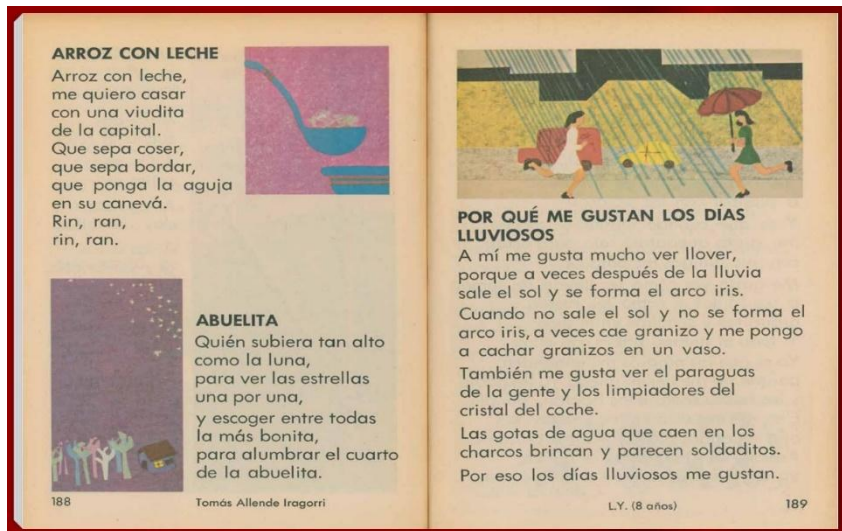 ARROZ CON LECHE
Arroz con leche,
me quiero casar
con una viudita
de la capital.
Que sepa coser,
que sepa bordar,
que ponga la aguja
en su canevá.
Rin, ran,
rin, ran.
ABUELITA
Quién subiera tan alto
como la luna,
para ver las estrellas
una por una,
y escoger entre todas
la más bonita,
para alumbrar el cuarto
de la abuelita.
188
Tomás Allende Iragorri
POR QUÉ ME GUSTAN LOS DÍAS
LLUVIOSOS
A mí me gusta mucho ver llover,
porque a veces después de la lluvia
sale el sol y se forma el arco iris.
Cuando no sale el sol y no se forma el
arco iris, a veces cae granizo y me pongo
a cachar granizos en un vaso.
También me gusta ver el paraguas
de la gente y los limpiadores del
cristal del coche.
Las gotas de agua que caen en los
charcos brincan y parecen soldaditos.
Por eso los días lluviosos me gustan.
L.Y. (8 años)
189